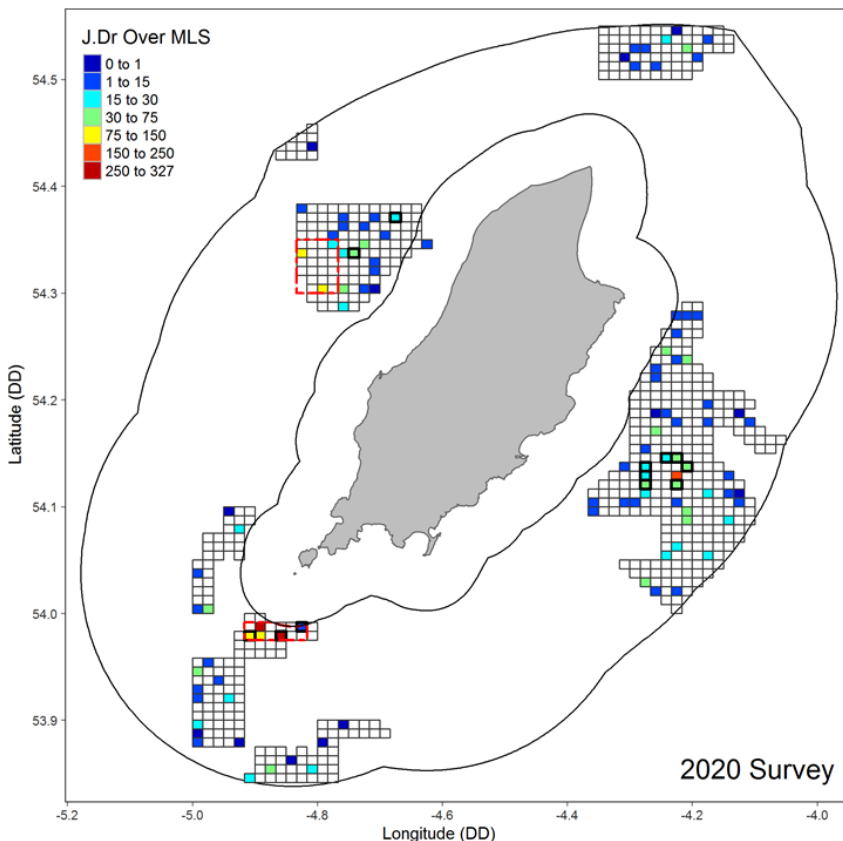 J.Dr Over MLS
0 to 1
1 to 15
15 to 30
30 to 75
75 to 150
150 to 250
250 to 327
54.5
54.4
54.3
54.2
54.1
54.0
53.9
Latitude (DD)
2020 Survey
-5.2 -5.0 -4.8 -4.6 -4.4 -4.2 -4.0
Longitude (DD)